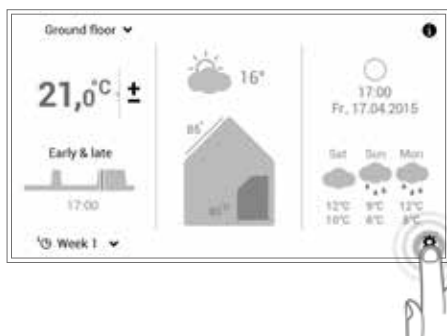 Ground floor
21,0°C ±
Early & late
17:00
Week 1
16°
85°
17:00
Fr, 17.04.2015
Sat Sun Mon
12°C 9°C 12°C
10°C 6°C 8°C